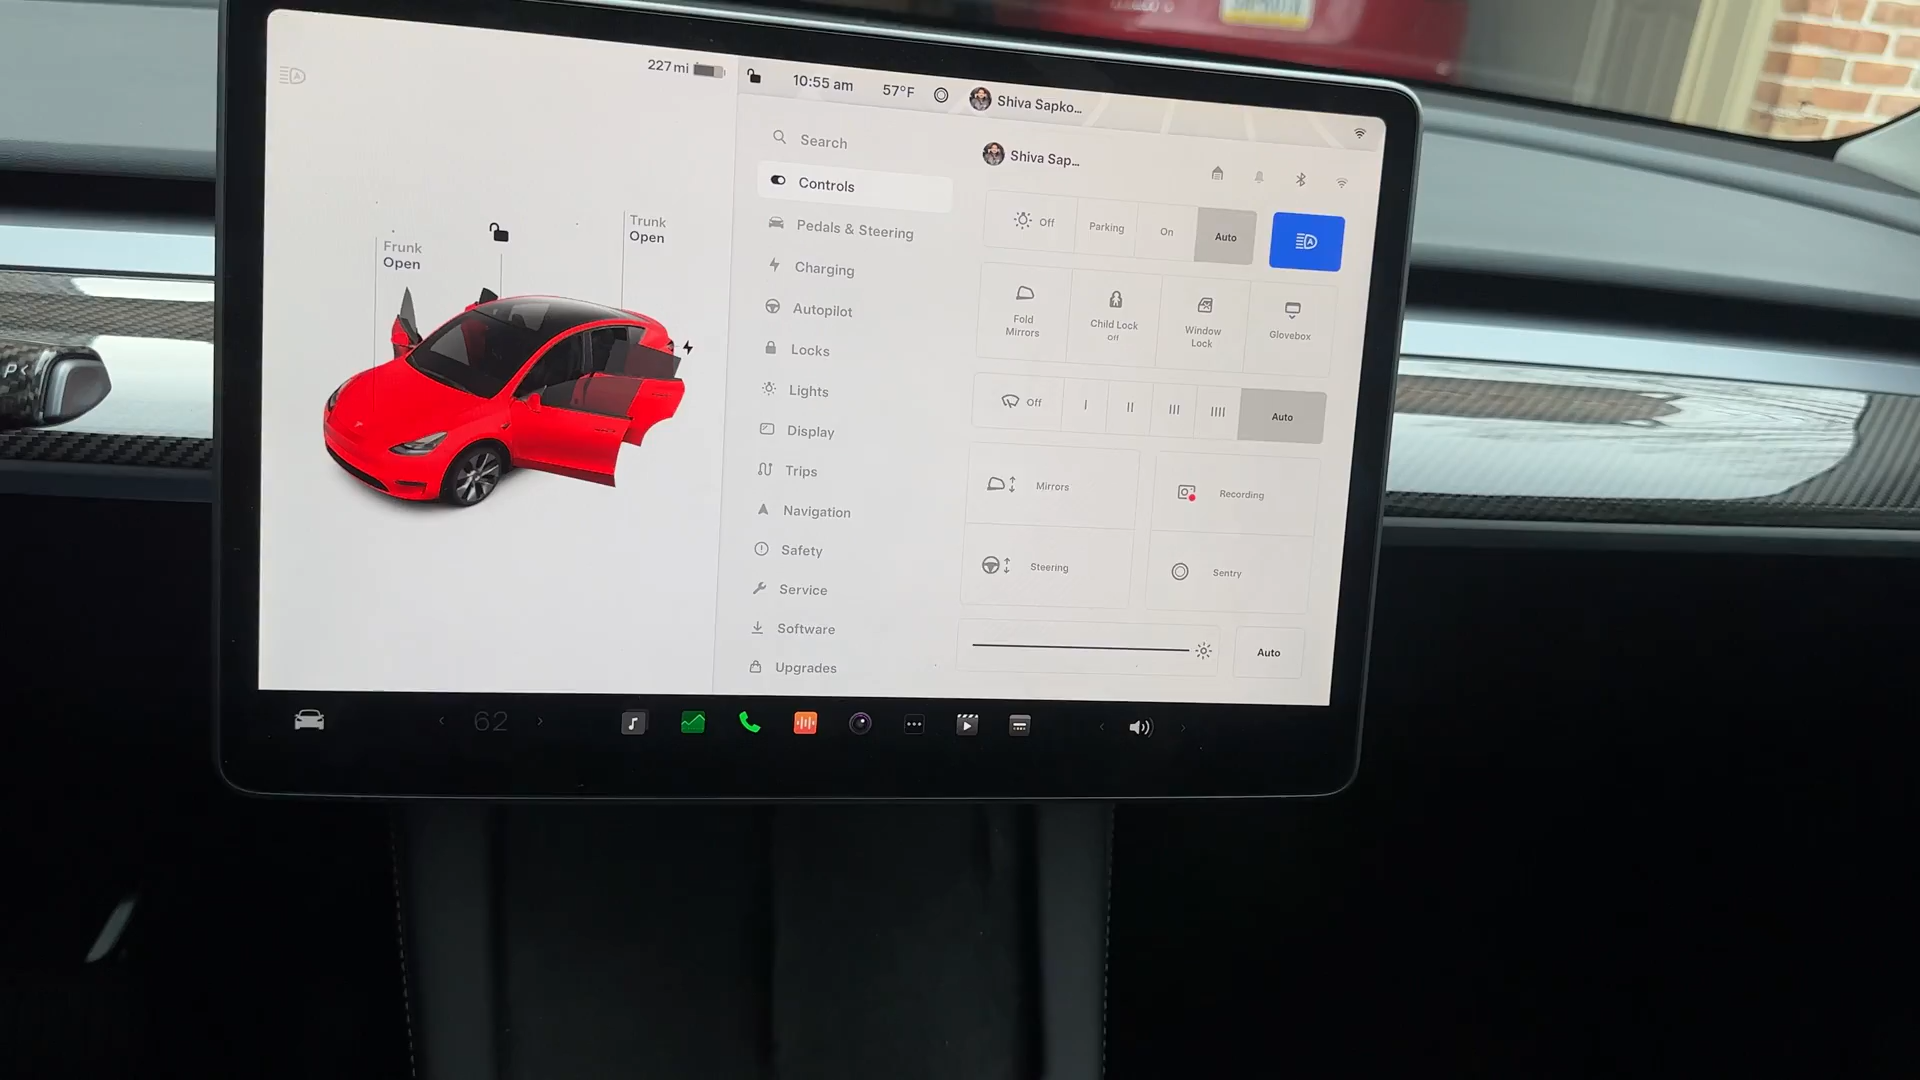 227 mi
10:55 am
57°F
Shiva Sapko...
Frunk
Open
Trunk
Open
Search
Controls
Pedals & Steering
Charging
Autopilot
Locks
Lights
Display
Trips
Navigation
Safety
Service
Software
Upgrades
Shiva Sap...
Off
Parking
On
Auto
Fold
Mirrors
Child Lock
Off
Window
Lock
Glovebox
Off
I
II
III
IIII
Auto
Mirrors
Recording
Steering
Sentry
Auto
62
P